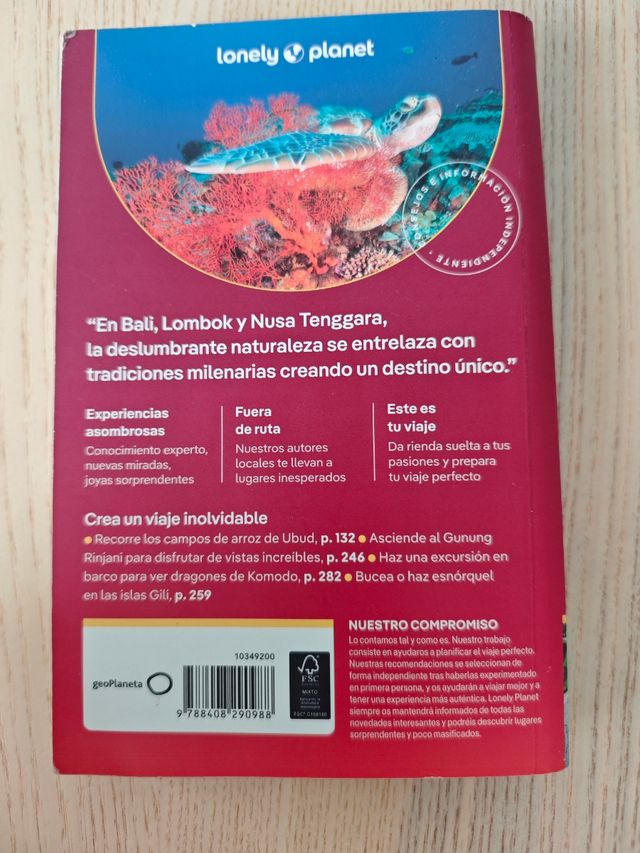 lonely planet
CONSEJOS E INFORMACIÓN INDEPENDIENTE •
“En Bali, Lombok y Nusa Tenggara,
la deslumbrante naturaleza se entrelaza con
tradiciones milenarias creando un destino único.”
Experiencias
asombrosas
Conocimiento experto,
nuevas miradas,
joyas sorprendentes
Fuera
de ruta
Nuestros autores
locales te llevan a
lugares inesperados
Este es
tu viaje
Da rienda suelta a tus
pasiones y prepara
tu viaje perfecto
Crea un viaje inolvidable
• Recorre los campos de arroz de Ubud, p. 132 • Asciende al Gunung
Rinjani para disfrutar de vistas increíbles, p. 246 • Haz una excursión en
barco para ver dragones de Komodo, p. 282 • Bucea o haz esnórquel
en las islas Gili, p. 259
geoPlaneta
10349200
9 788408 290988
FSC
MIXTO
NUESTRO COMPROMISO
Lo contamos tal y como es. Nuestro trabajo
consiste en ayudaros a planificar el viaje perfecto.
Nuestras recomendaciones se seleccionan de
forma independiente tras haberlas experimentado
en primera persona, y os ayudarán a viajar mejor y a
tener una experiencia más auténtica. Lonely Planet
siempre os mantendrá informados de todas las
novedades interesantes y podréis descubrir lugares
sorprendentes y poco masificados.